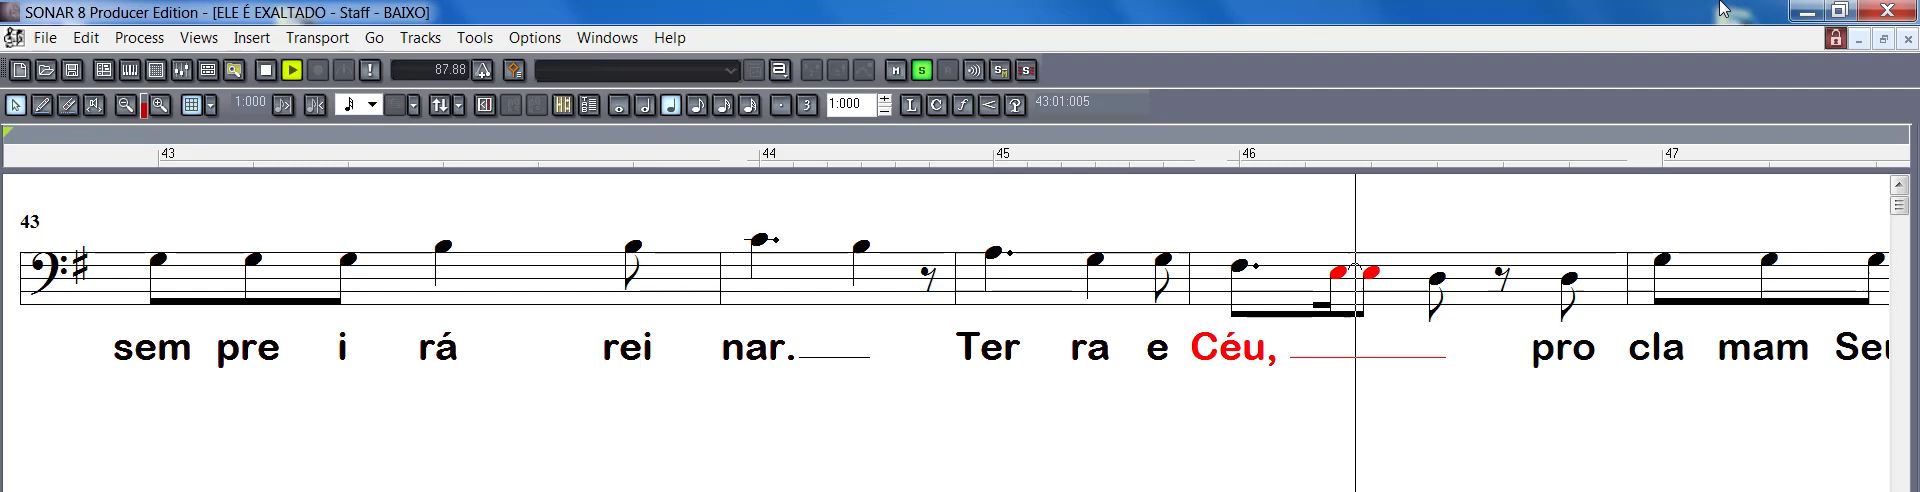 SONAR 8 Producer Edition - [ELE É EXALTADO - Staff - BAIXO]
File Edit Process Views Insert Transport Go Tracks Tools Options Windows Help
87.88 M S R S
1:000 3 1:000 L C f < ? 43:01:005
43 44 45 46 47
43
sem pre i rá rei nar. Ter ra e Céu, pro cla mam Seu